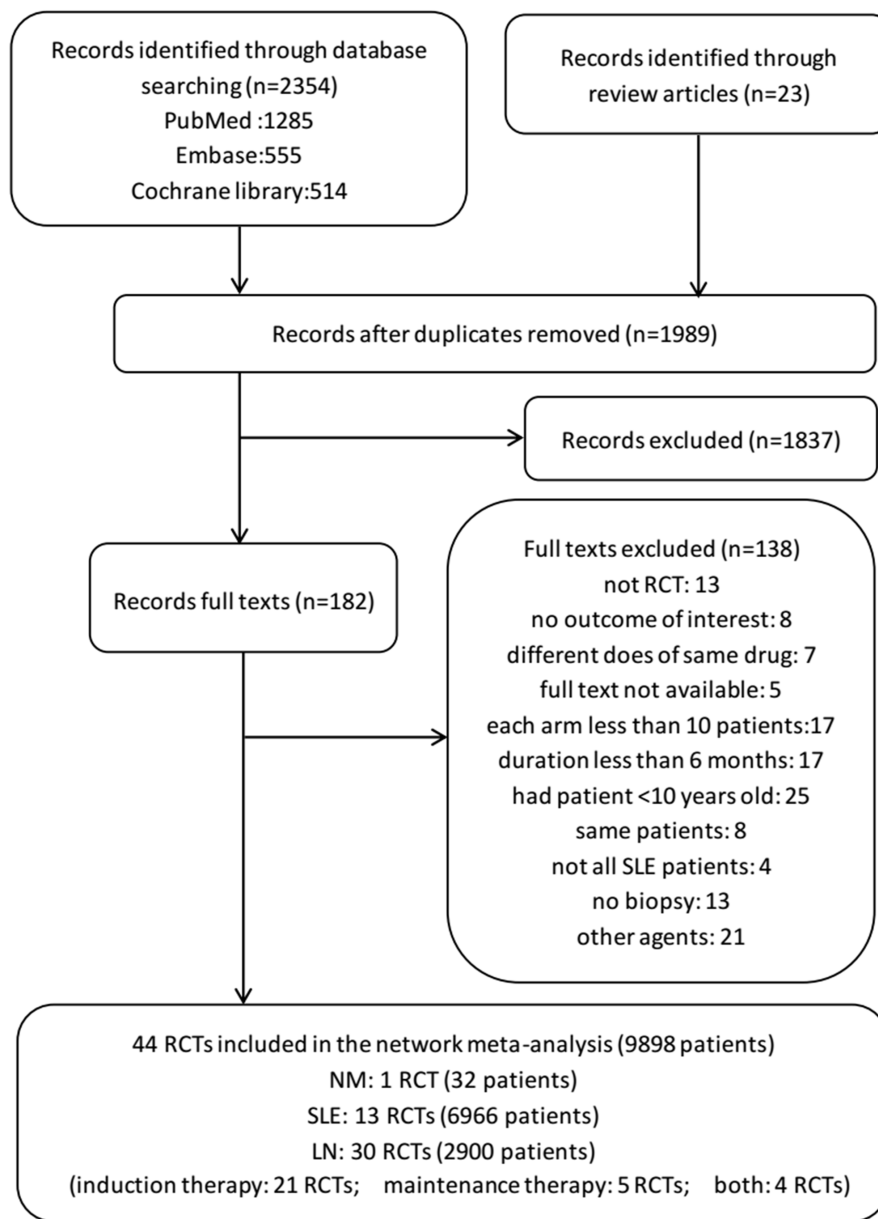 Records identified through database
searching (n=2354)
PubMed :1285
Embase:555
Cochrane library:514
Records identified through
review articles (n=23)
Records after duplicates removed (n=1989)
Records excluded (n=1837)
Records full texts (n=182)
Full texts excluded (n=138)
not RCT: 13
no outcome of interest: 8
different does of same drug: 7
full text not available: 5
each arm less than 10 patients:17
duration less than 6 months: 17
had patient <10 years old: 25
same patients: 8
not all SLE patients: 4
no biopsy: 13
other agents: 21
44 RCTs included in the network meta-analysis (9898 patients)
NM: 1 RCT (32 patients)
SLE: 13 RCTs (6966 patients)
LN: 30 RCTs (2900 patients)
(induction therapy: 21 RCTs; maintenance therapy: 5 RCTs; both: 4 RCTs)